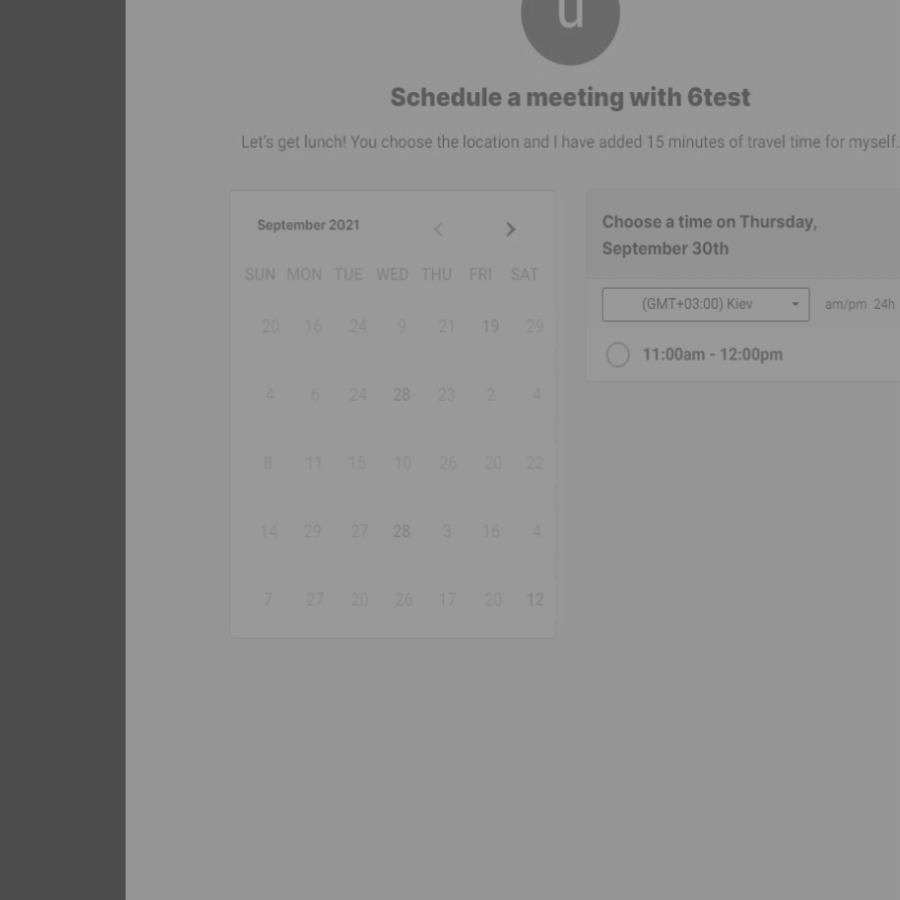 u
Schedule a meeting with 6test
Let's get lunch! You choose the location and I have added 15 minutes of travel time for myself.
September 2021
SUN MON TUE WED THU FRI SAT
20 16 24 9 21 19 29
4 6 24 28 23 2 4
8 11 15 10 26 20 22
14 29 27 28 3 16 4
7 27 20 26 17 20 12
Choose a time on Thursday,
September 30th
(GMT+03:00) Kiev am/pm 24h
11:00am - 12:00pm